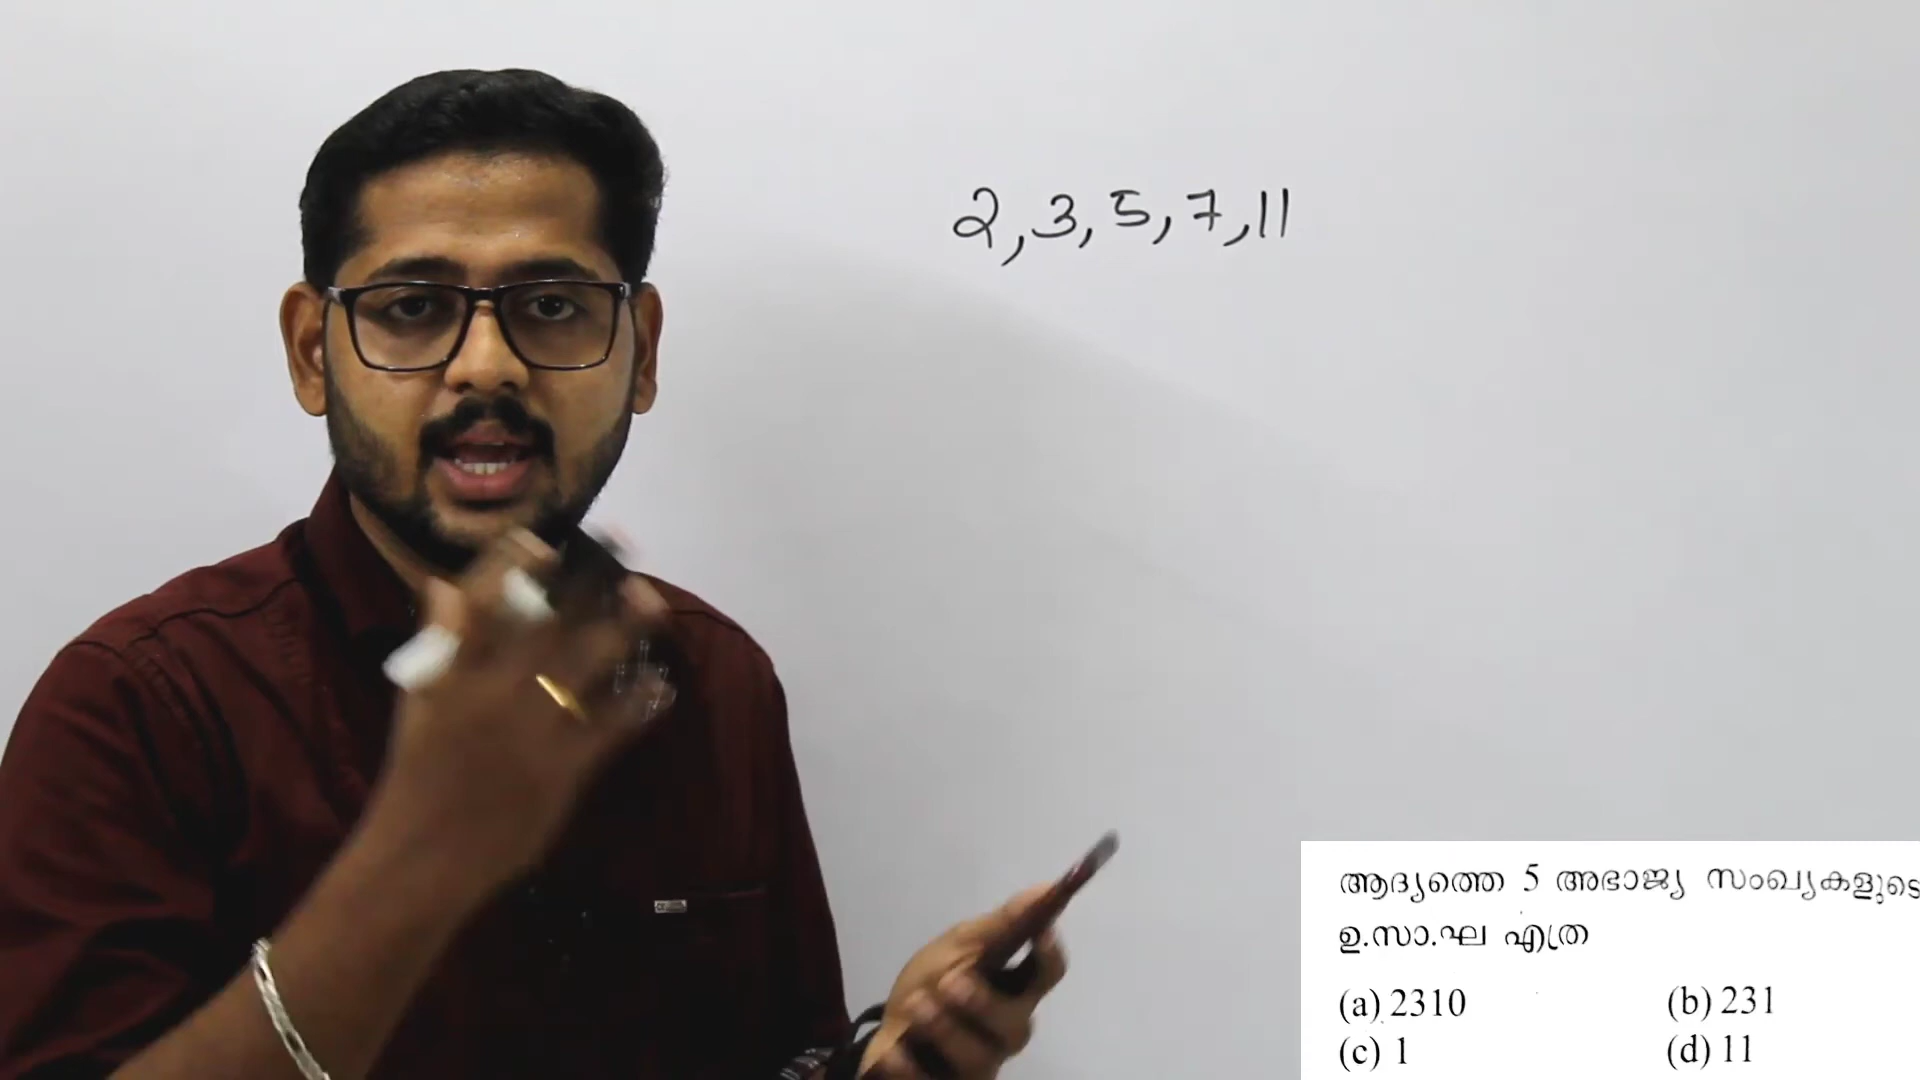 2, 3, 5, 7, 11
ആദ്യത്തെ 5 അഭാജ്യ സംഖ്യകളുടെ
ഉ.സാ.ഘ എത്ര
(a) 2310 (b) 231
(c) 1 (d) 11